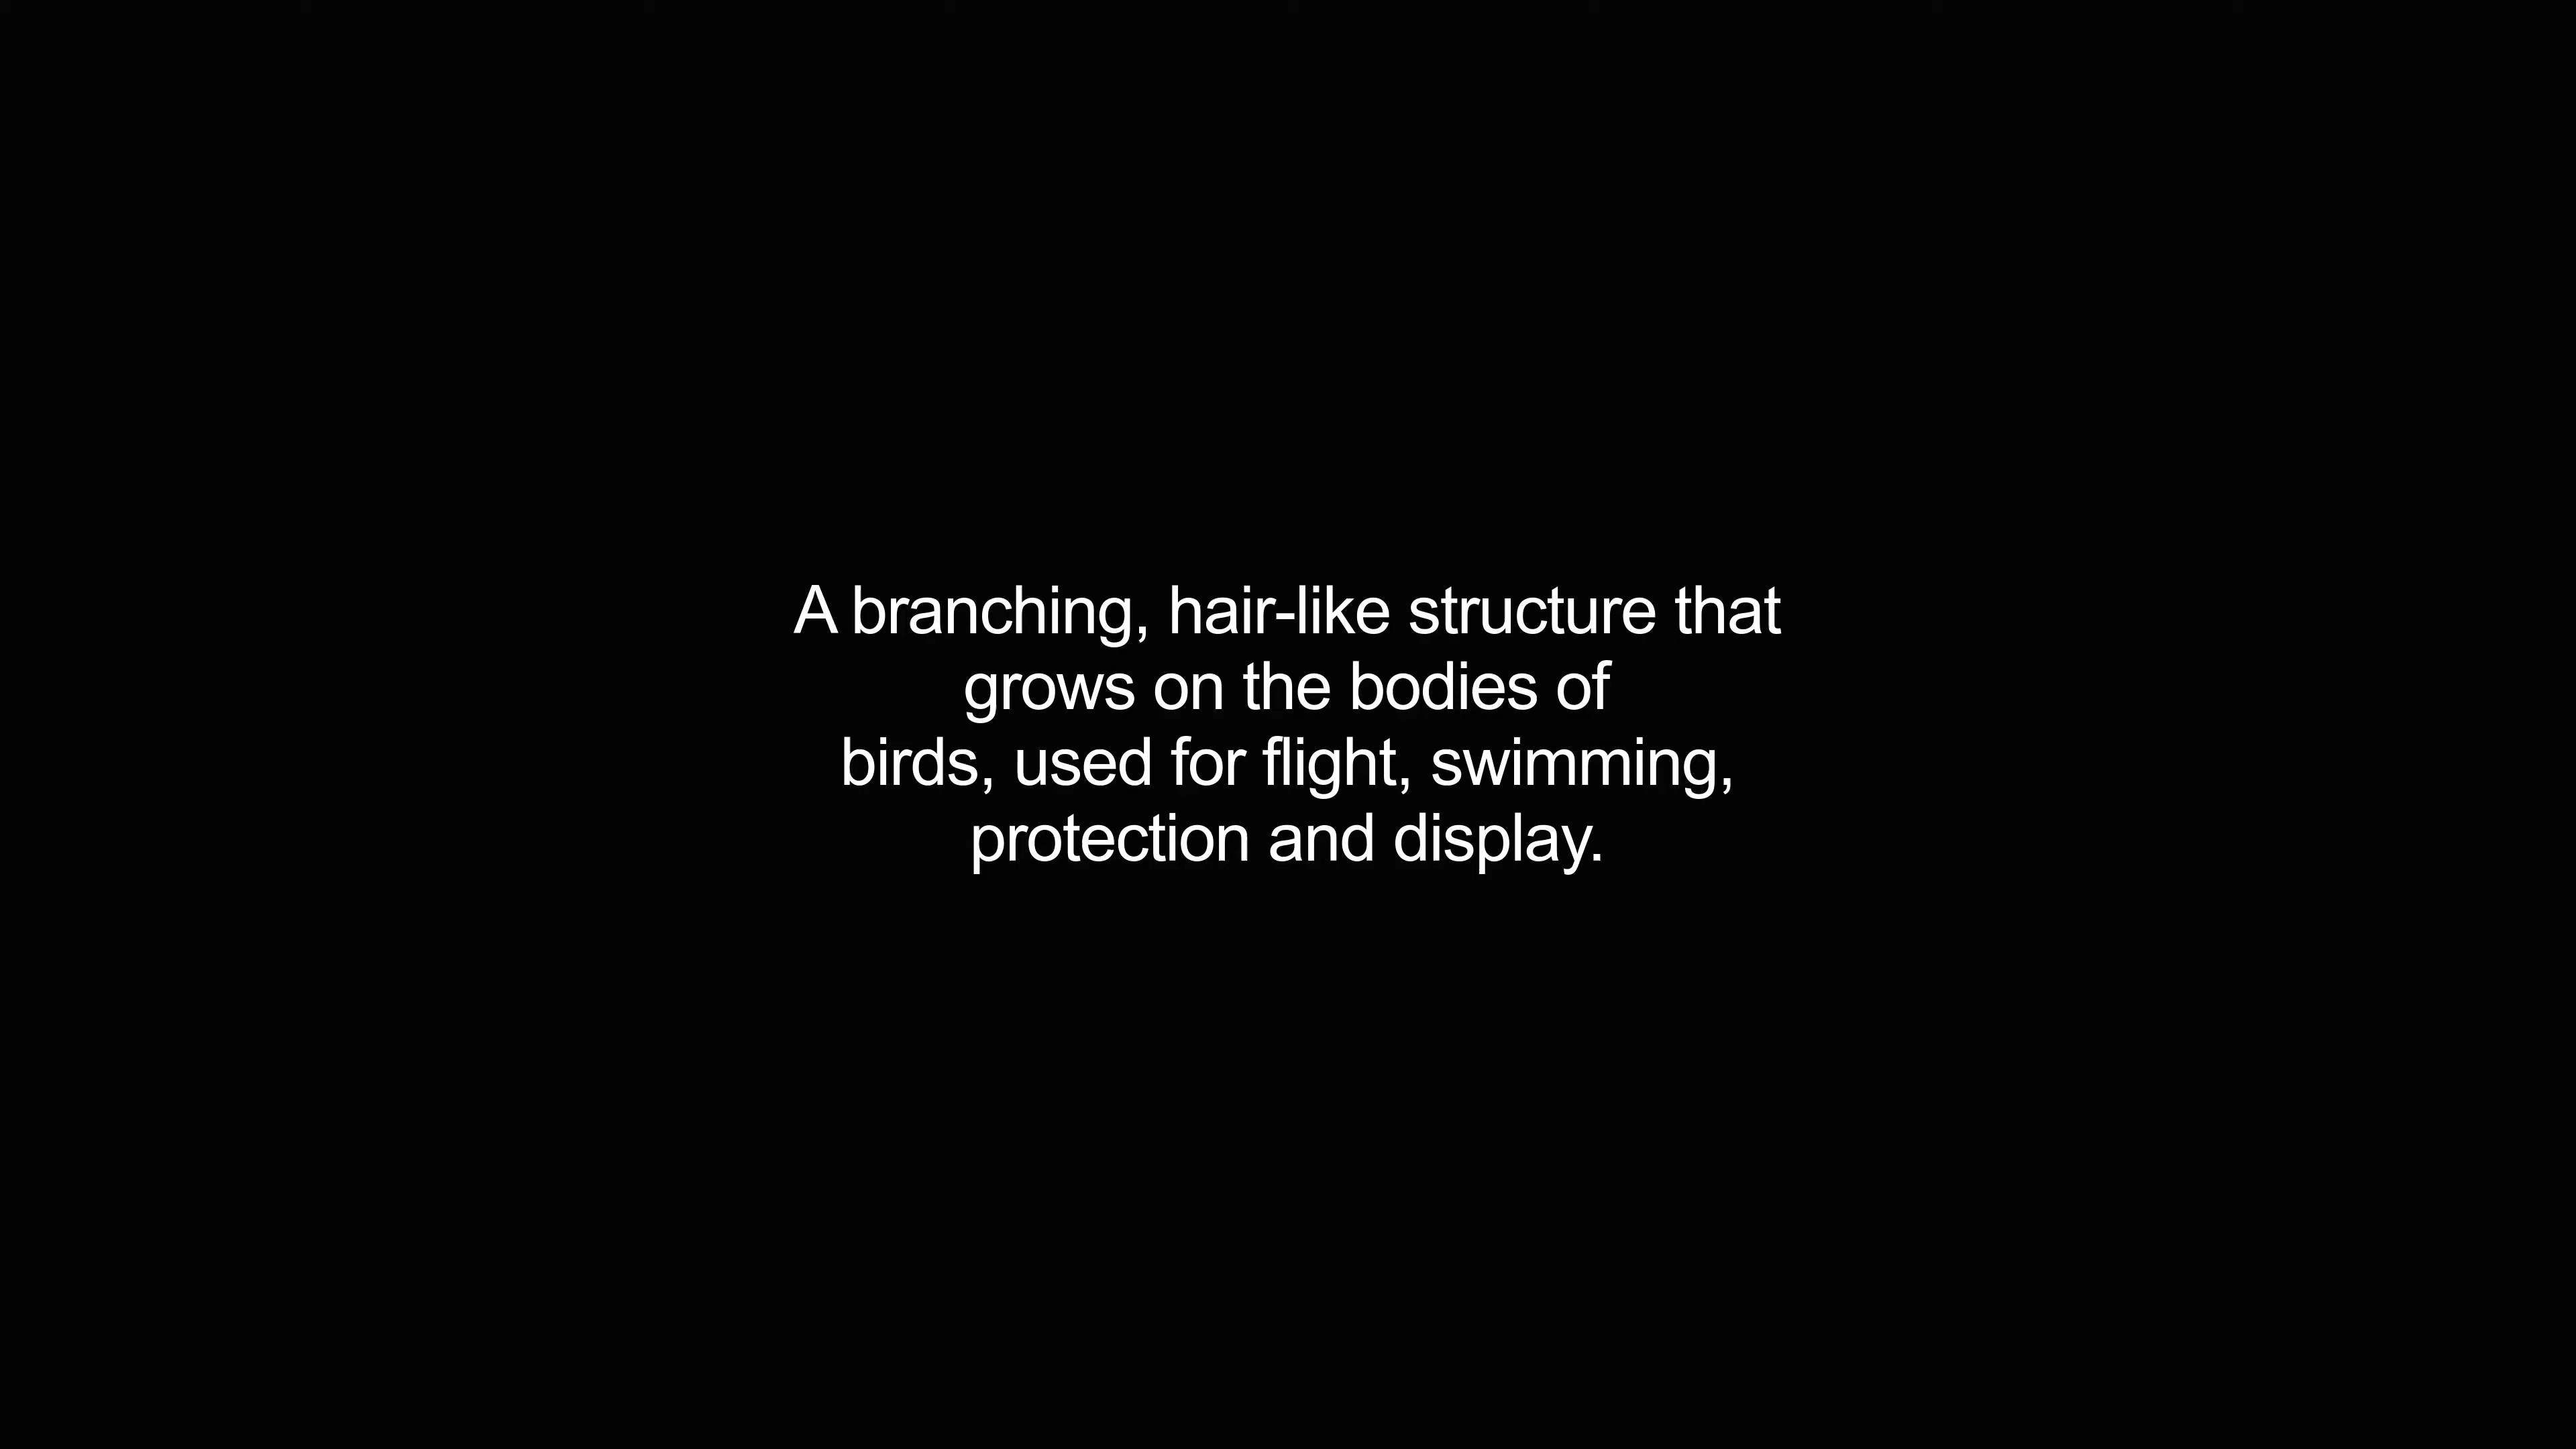 A branching, hair-like structure that
grows on the bodies of
birds, used for flight, swimming,
protection and display.